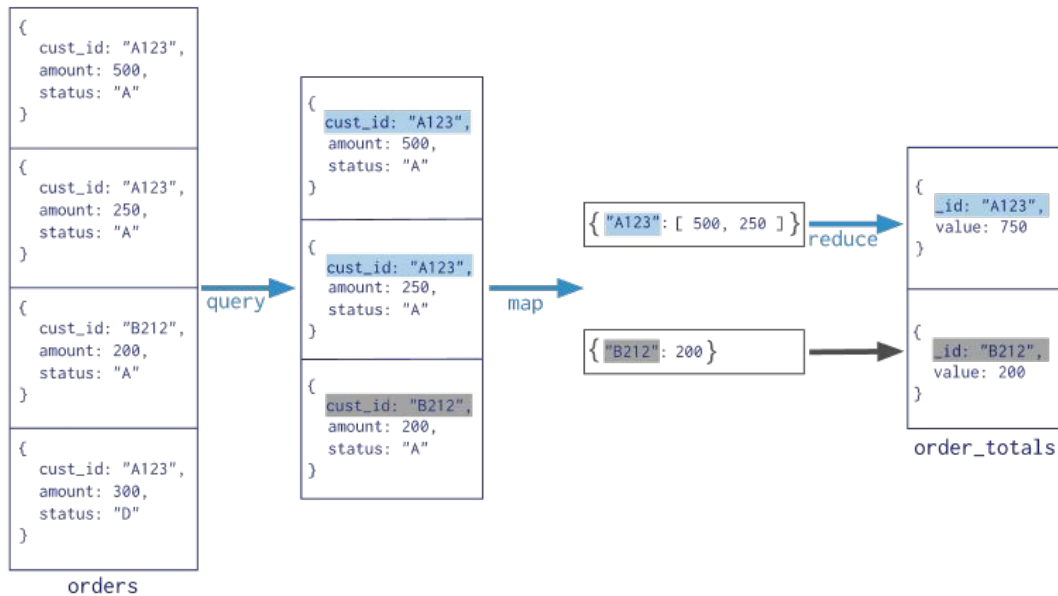 {
cust_id: "A123",
amount: 500,
status: "A"
}
{
cust_id: "A123",
amount: 250,
status: "A"
}
{
cust_id: "B212",
amount: 200,
status: "A"
}
{
cust_id: "A123",
amount: 300,
status: "D"
}
orders
query
{
cust_id: "A123",
amount: 500,
status: "A"
}
{
cust_id: "A123",
amount: 250,
status: "A"
}
{
cust_id: "B212",
amount: 200,
status: "A"
}
map
{"A123": [ 500, 250 ]}
{"B212": 200}
reduce
{
_id: "A123",
value: 750
}
{
_id: "B212",
value: 200
}
order_totals